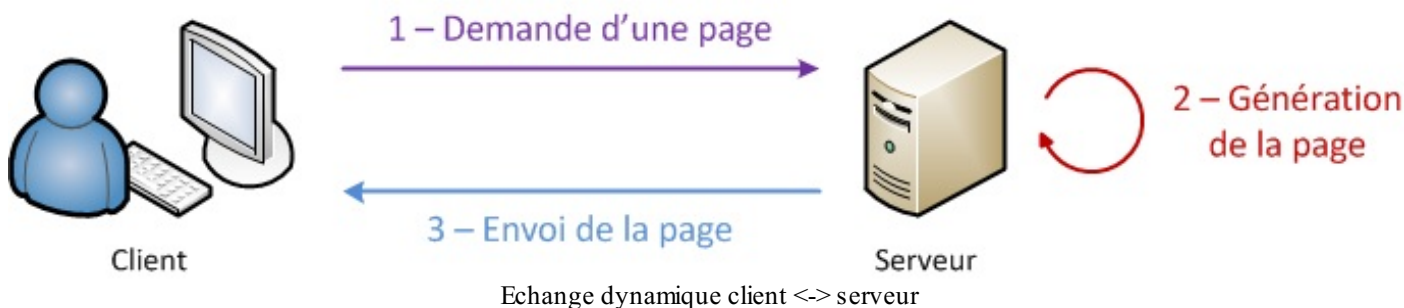 1 – Demande d’une page
2 – Génération
de la page
3 – Envoi de la page
Client
Serveur
Echange dynamique client <-> serveur